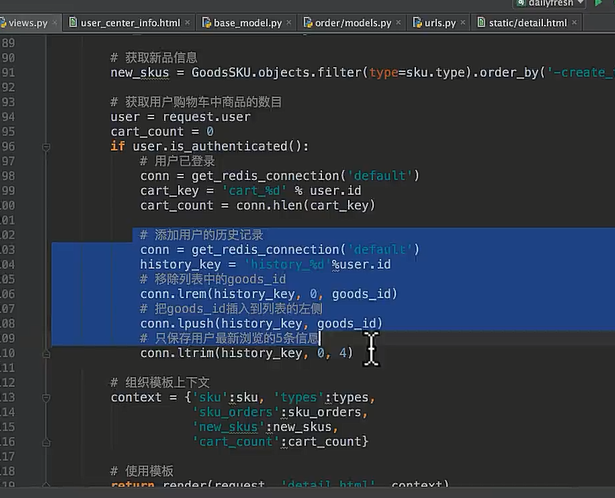 dailyfresh
views.py × user_center_info.html × base_model.py × order/models.py × urls.py × static/detail.html ×
89
90 # 获取新品信息
91 new_skus = GoodsSKU.objects.filter(type=sku.type).order_by('-create_
92
93 # 获取用户购物车中商品的数目
94 user = request.user
95 cart_count = 0
96 if user.is_authenticated():
97 # 用户已登录
98 conn = get_redis_connection('default')
99 cart_key = 'cart_%d' % user.id
100 cart_count = conn.hlen(cart_key)
101
102 # 添加用户的历史记录
103 conn = get_redis_connection('default')
104 history_key = 'history_%d'%user.id
105 # 移除列表中的goods_id
106 conn.lrem(history_key, 0, goods_id)
107 # 把goods_id插入到列表的左侧
108 conn.lpush(history_key, goods_id)
109 # 只保存用户最新浏览的5条信息
110 conn.ltrim(history_key, 0, 4)
111
112 # 组织模板上下文
113 context = {'sku':sku, 'types':types,
114 'sku_orders':sku_orders,
115 'new_skus':new_skus,
116 'cart_count':cart_count}
117
118 # 使用模板
119 return render(request, 'detail.html', context)